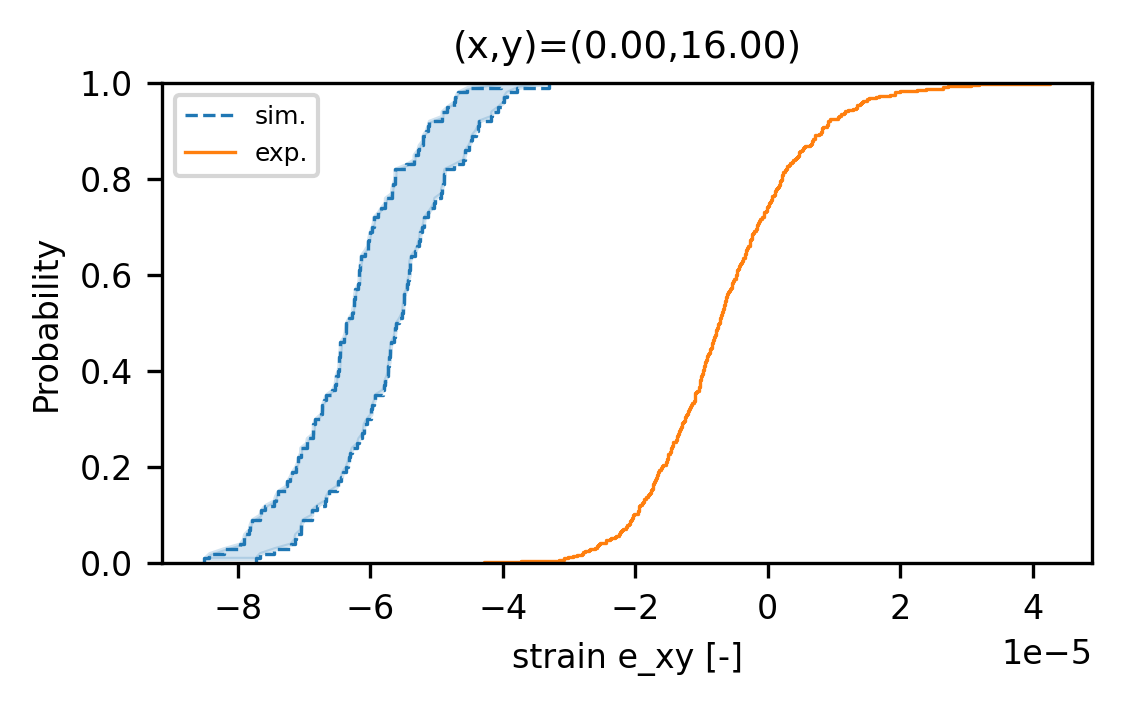 (x,y)=(0.00,16.00)
1.0
0.8
0.6
0.4
0.2
0.0
Probability
sim.
exp.
−8 −6 −4 −2 0 2 4
1e−5
strain e_xy [-]